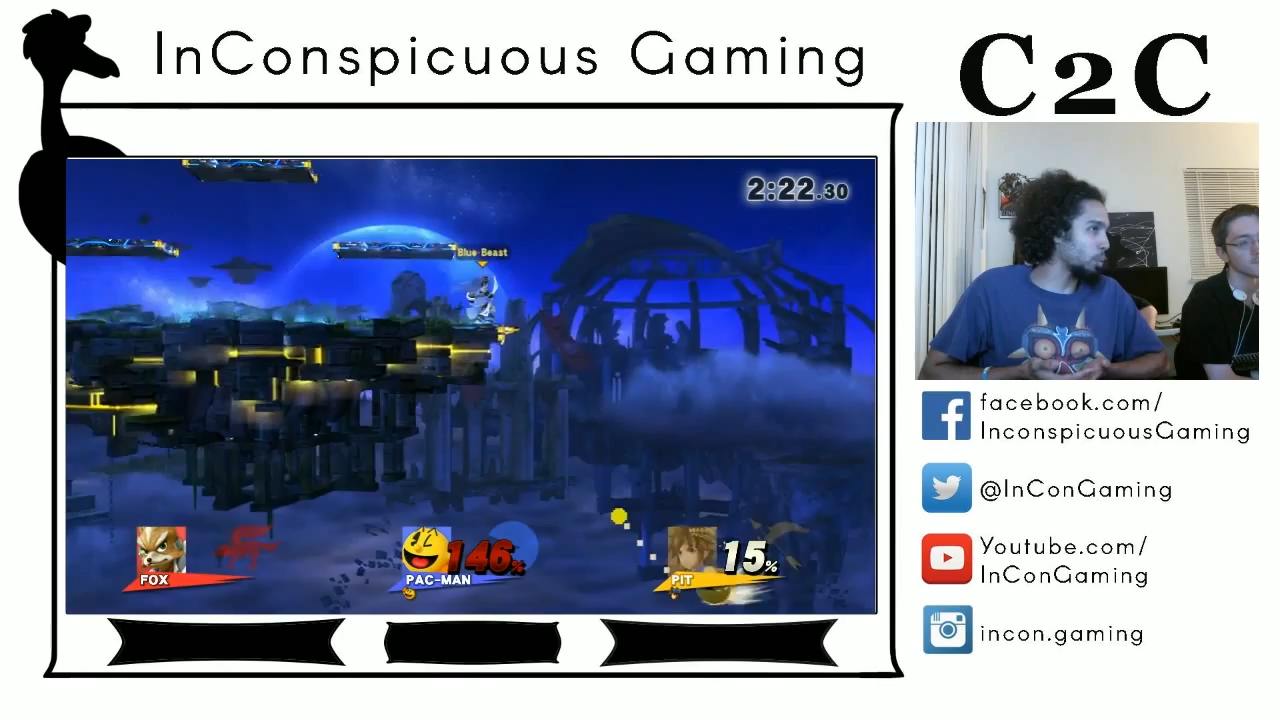 InConspicuous Gaming
C2C
2:22.30
Blue Beast
FOX
146%
PAC-MAN
15%
PIT
facebook.com/
InconspicuousGaming
@InConGaming
Youtube.com/
InConGaming
incon.gaming